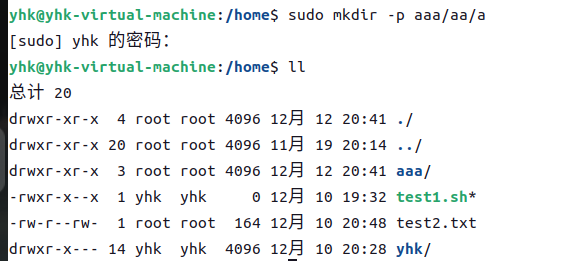 yhk@yhk-virtual-machine:/home$ sudo mkdir -p aaa/aa/a
[sudo] yhk 的密码：
yhk@yhk-virtual-machine:/home$ ll
总计 20
drwxr-xr-x  4 root root 4096 12月 12 20:41 ./
drwxr-xr-x 20 root root 4096 11月 19 20:14 ../
drwxr-xr-x  3 root root 4096 12月 12 20:41 aaa/
-rwxr-x--x  1 yhk  yhk     0 12月 10 19:32 test1.sh*
-rw-r--rw-  1 root root  164 12月 10 20:48 test2.txt
drwxr-x--- 14 yhk  yhk  4096 12月 10 20:28 yhk/